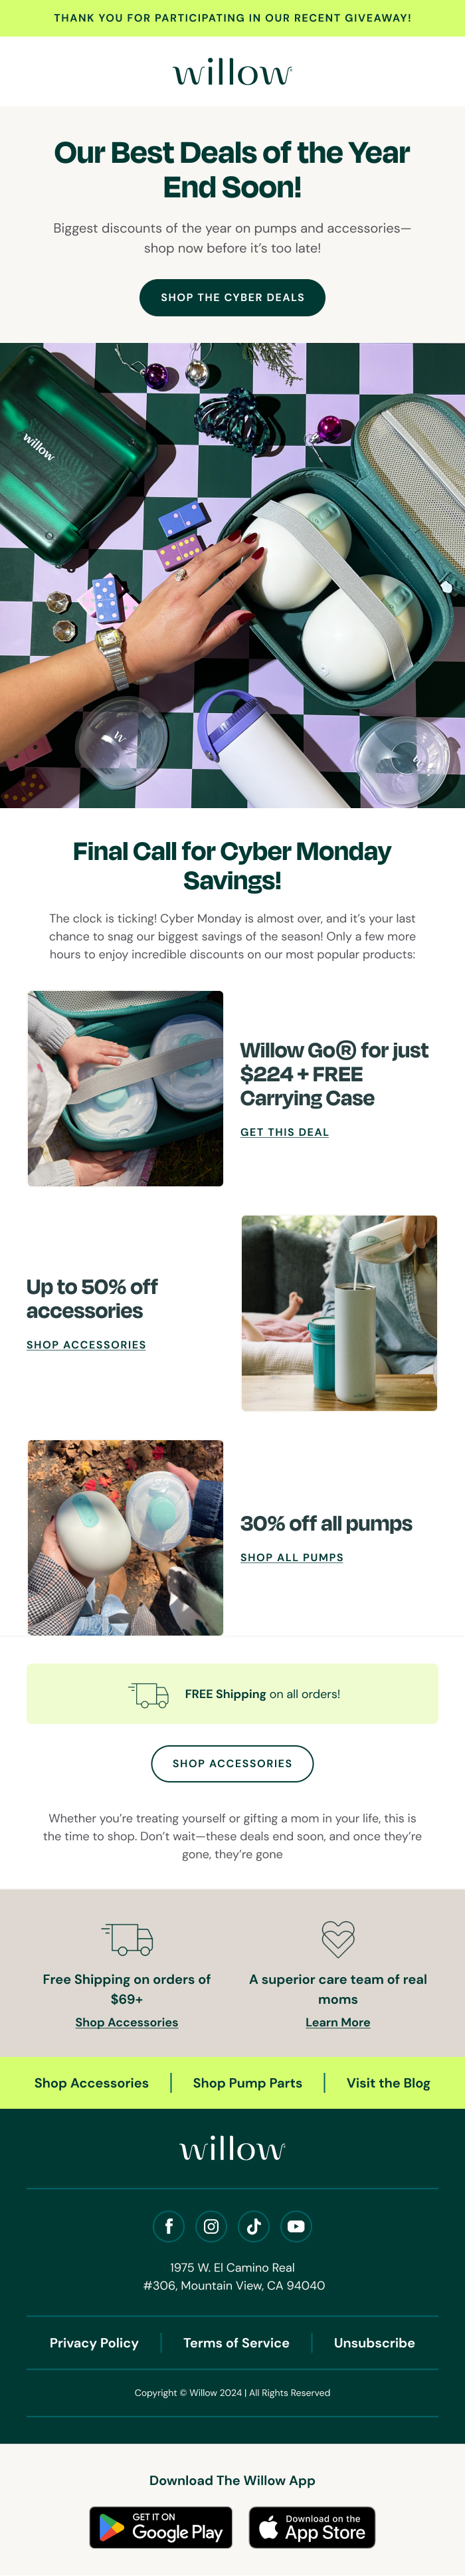 THANK YOU FOR PARTICIPATING IN OUR RECENT GIVEAWAY!
willow
Our Best Deals of the Year
End Soon!
Biggest discounts of the year on pumps and accessories—
shop now before it's too late!
SHOP THE CYBER DEALS
willow
W
W
Final Call for Cyber Monday
Savings!
The clock is ticking! Cyber Monday is almost over, and it's your last
chance to snag our biggest savings of the season! Only a few more
hours to enjoy incredible discounts on our most popular products:
Willow Go® for just
$224 + FREE
Carrying Case
GET THIS DEAL
Up to 50% off
accessories
SHOP ACCESSORIES
30% off all pumps
SHOP ALL PUMPS
FREE Shipping on all orders!
SHOP ACCESSORIES
Whether you're treating yourself or gifting a mom in your life, this is
the time to shop. Don't wait—these deals end soon, and once they're
gone, they're gone
Free Shipping on orders of
$69+
Shop Accessories
A superior care team of real
moms
Learn More
Shop Accessories
Shop Pump Parts
Visit the Blog
willow
1975 W. El Camino Real
#306, Mountain View, CA 94040
Privacy Policy
Terms of Service
Unsubscribe
Copyright © Willow 2024 | All Rights Reserved
Download The Willow App
GET IT ON
Google Play
Download on the
App Store